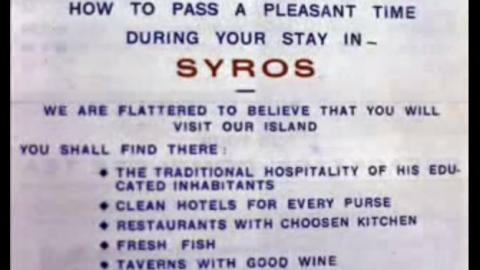 HOW TO PASS A PLEASANT TIME
DURING YOUR STAY IN –
SYROS
—
WE ARE FLATTERED TO BELIEVE THAT YOU WILL
VISIT OUR ISLAND
YOU SHALL FIND THERE :
◆ THE TRADITIONAL HOSPITALITY OF HIS EDU-
CATED INHABITANTS
◆ CLEAN HOTELS FOR EVERY PURSE
◆ RESTAURANTS WITH CHOOSEN KITCHEN
◆ FRESH FISH
◆ TAVERNS WITH GOOD WINE